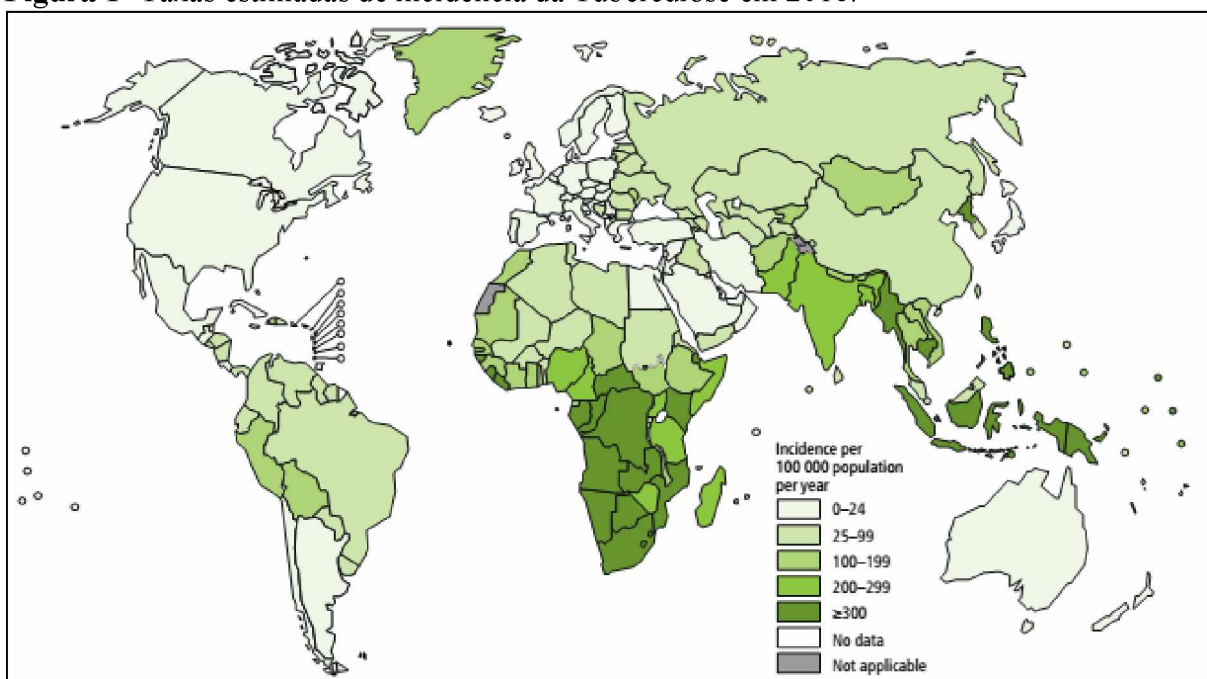 Figura 1- Taxas estimadas de incidência da Tuberculose em 2016.
Incidence per
100 000 population
per year
0–24
25–99
100–199
200–299
≥300
No data
Not applicable